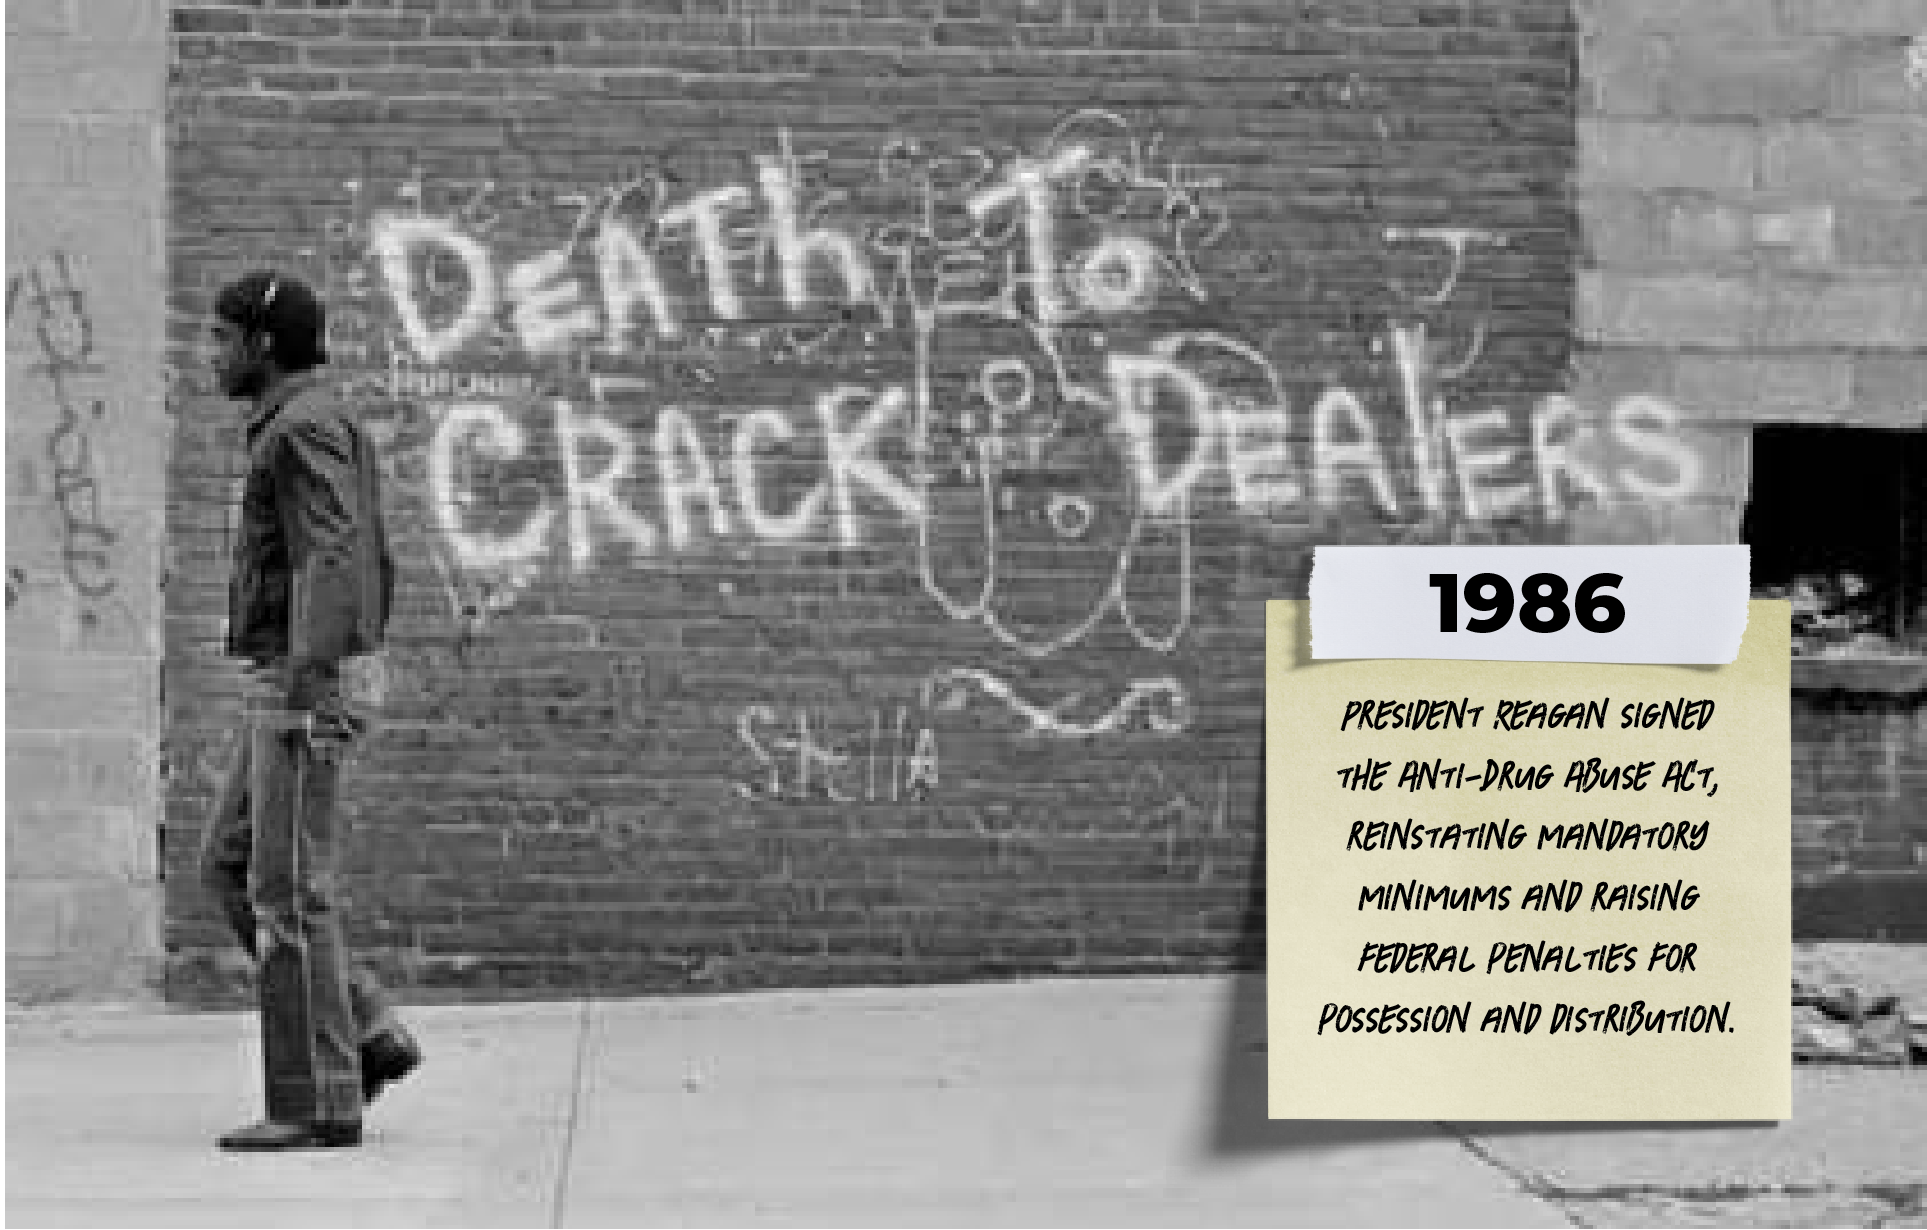 DEATh To
CRACK DEAlERS
Stella
1986
PRESIDENT REAGAN SIGNED
THE ANTI-DRUG ABUSE ACT,
REINSTATING MANDATORY
MINIMUMS AND RAISING
FEDERAL PENALTIES FOR
POSSESSION AND DISTRIBUTION.